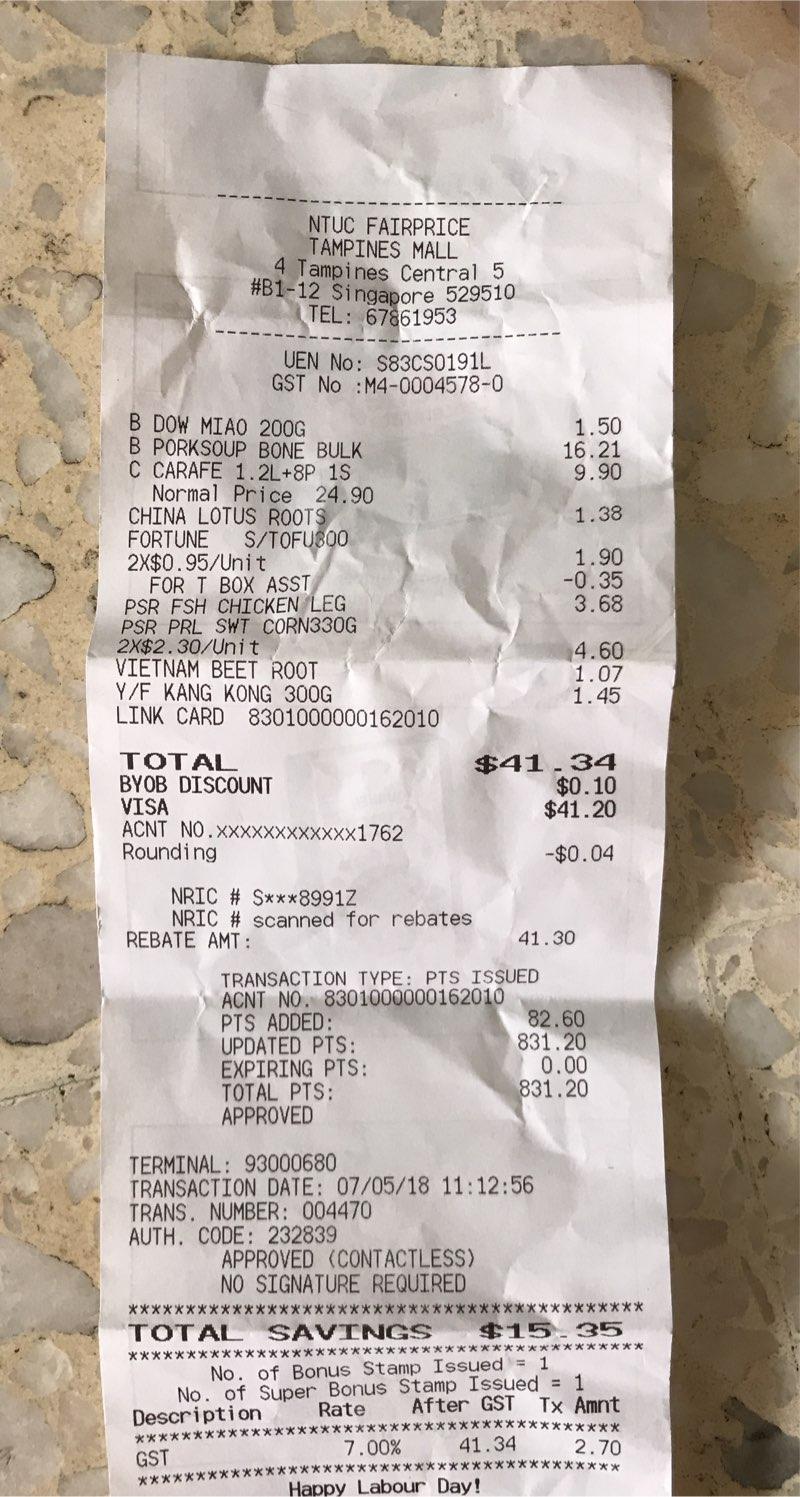 NTUC FAIRPRICE
TAMPINES MALL
4 Tampines Central 5
#B1-12 Singapore 529510
TEL: 67861953
UEN No: S83CS0191L
GST No :M4-0004578-0
B DOW MIAO 200G 1.50
B PORKSOUP BONE BULK 16.21
C CARAFE 1.2L+8P 1S 9.90
Normal Price 24.90
CHINA LOTUS ROOTS 1.38
FORTUNE S/TOFU300
2X$0.95/Unit 1.90
FOR T BOX ASST -0.35
PSR FSH CHICKEN LEG 3.68
PSR PRL SWT CORN330G
2X$2.30/Unit 4.60
VIETNAM BEET ROOT 1.07
Y/F KANG KONG 300G 1.45
LINK CARD 8301000000162010
TOTAL $41.34
BYOB DISCOUNT $0.10
VISA $41.20
ACNT NO.xxxxxxxxxxxx1762
Rounding -$0.04
NRIC # S***8991Z
NRIC # scanned for rebates
REBATE AMT: 41.30
TRANSACTION TYPE: PTS ISSUED
ACNT NO. 8301000000162010
PTS ADDED: 82.60
UPDATED PTS: 831.20
EXPIRING PTS: 0.00
TOTAL PTS: 831.20
APPROVED
TERMINAL: 93000680
TRANSACTION DATE: 07/05/18 11:12:56
TRANS. NUMBER: 004470
AUTH. CODE: 232839
APPROVED (CONTACTLESS)
NO SIGNATURE REQUIRED
********************************************
TOTAL SAVINGS $15.35
********************************************
No. of Bonus Stamp Issued = 1
No. of Super Bonus Stamp Issued = 1
Description Rate After GST Tx Amnt
******************************************
GST 7.00% 41.34 2.70
******************************************
Happy Labour Day!